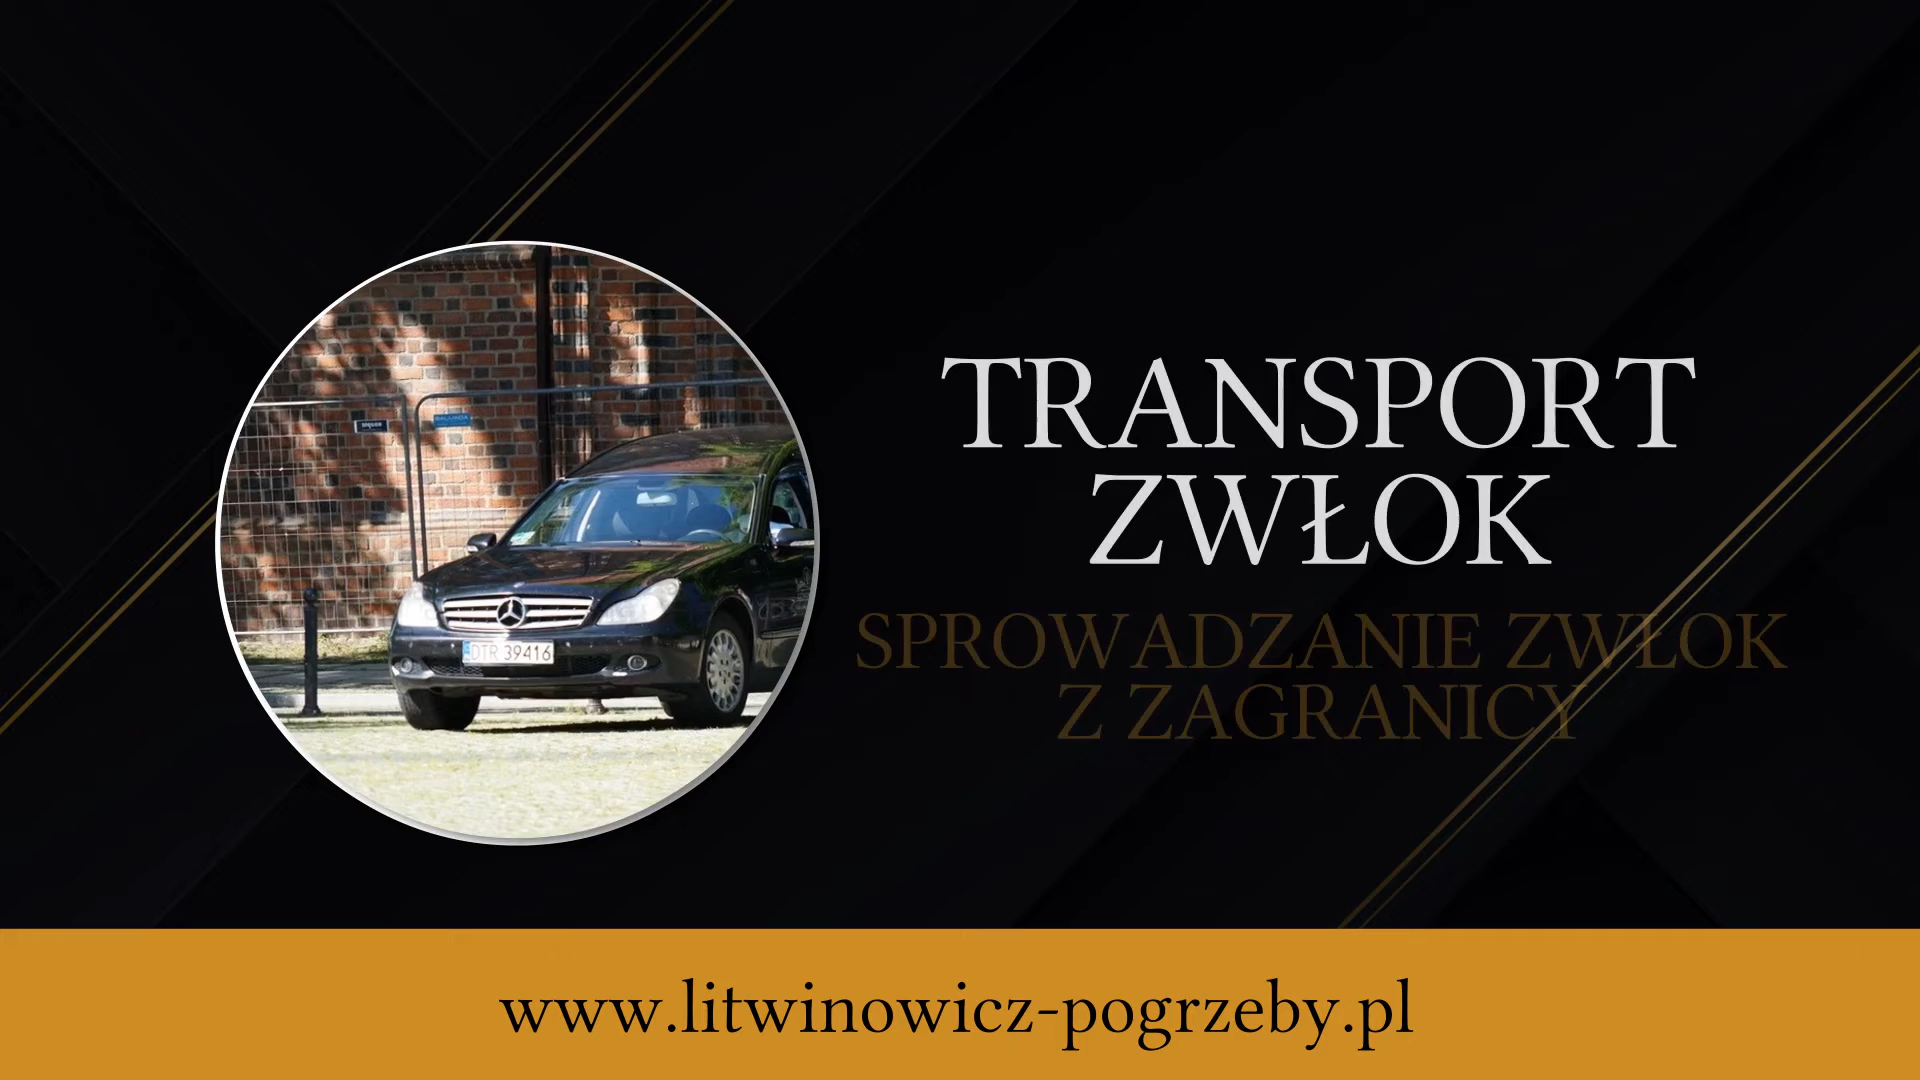 TRANSPORT
ZWŁOK
SPROWADZANIE ZWŁOK
Z ZAGRANICY
DTR 39416
www.litwinowicz-pogrzeby.pl